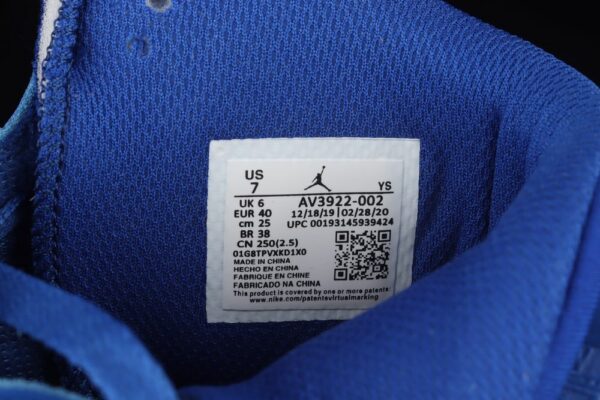 US
7 YS
UK 6 AV3922-002
EUR 40 12/18/19 | 02/28/20
cm 25 UPC 00193145939424
BR 38
CN 250(2.5)
01G8TPVXKD1X0
MADE IN CHINA
HECHO EN CHINA
FABRIQUE EN CHINE
FABRICADO NA CHINA
This product is covered by one or more patents:
www.nike.com/patentsvirtualmarking